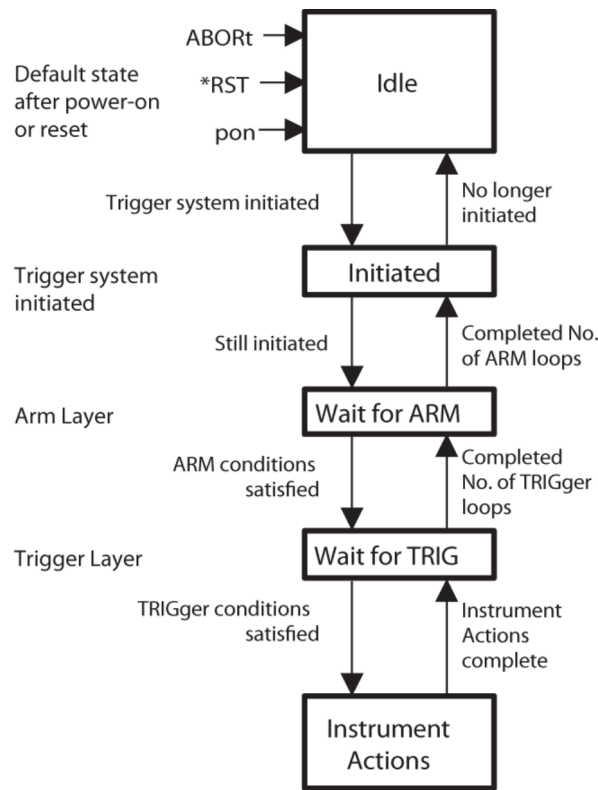 ABORt
Default state
after power-on
or reset
*RST
pon
Idle
Trigger system initiated
No longer
initiated
Trigger system
initiated
Initiated
Still initiated
Completed No.
of ARM loops
Arm Layer
Wait for ARM
ARM conditions
satisfied
Completed
No. of TRIGger
loops
Trigger Layer
Wait for TRIG
TRIGger conditions
satisfied
Instrument
Actions
complete
Instrument
Actions